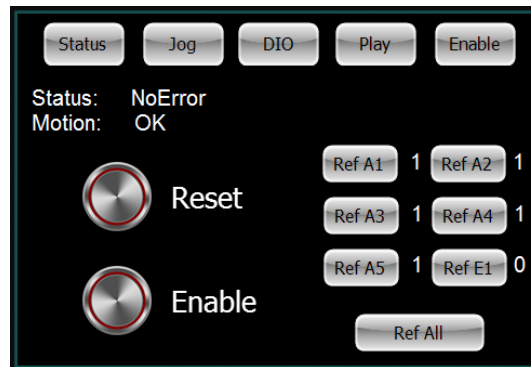 Status Jog DIO Play Enable
Status: NoError
Motion: OK
Ref A1 1 Ref A2 1
Reset
Ref A3 1 Ref A4 1
Ref A5 1 Ref E1 0
Enable
Ref All